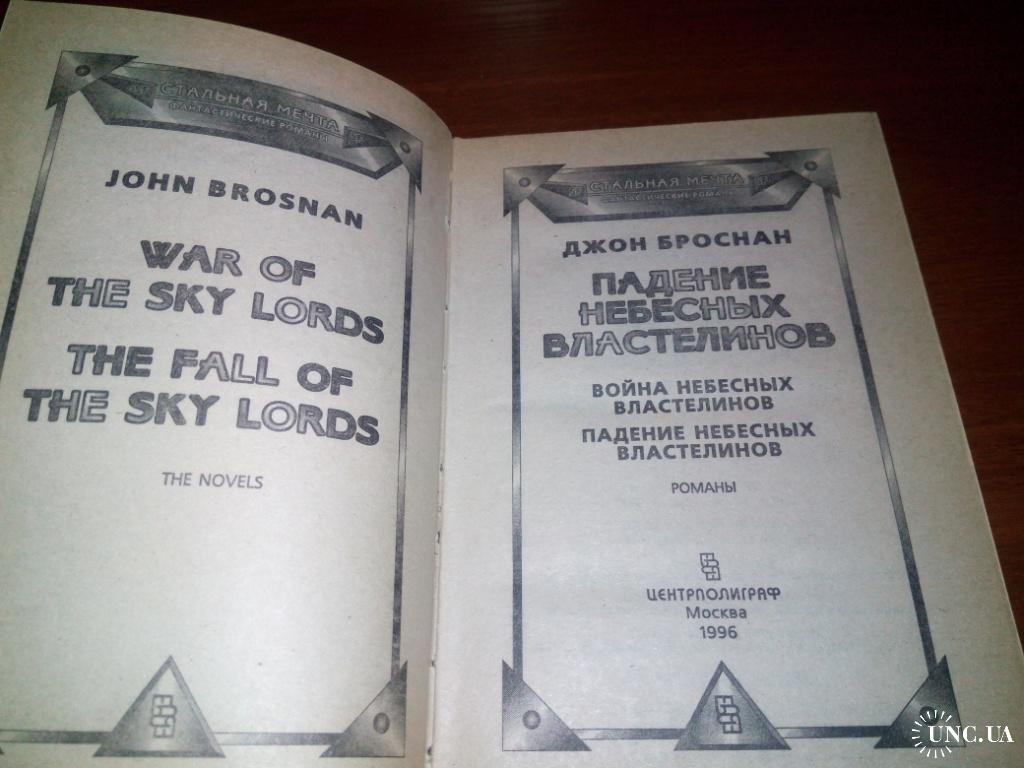 СТАЛЬНАЯ МЕЧТА
ФАНТАСТИЧЕСКИЕ РОМАНЫ
JOHN BROSNAN
WAR OF
THE SKY LORDS
THE FALL OF
THE SKY LORDS
THE NOVELS
СТАЛЬНАЯ МЕЧТА
ФАНТАСТИЧЕСКИЕ РОМАНЫ
ДЖОН БРОСНАН
ПАДЕНИЕ
НЕБЕСНЫХ
ВЛАСТЕЛИНОВ
ВОЙНА НЕБЕСНЫХ
ВЛАСТЕЛИНОВ
ПАДЕНИЕ НЕБЕСНЫХ
ВЛАСТЕЛИНОВ
РОМАНЫ
ЦЕНТРПОЛИГРАФ
Москва
1996
UNC.UA